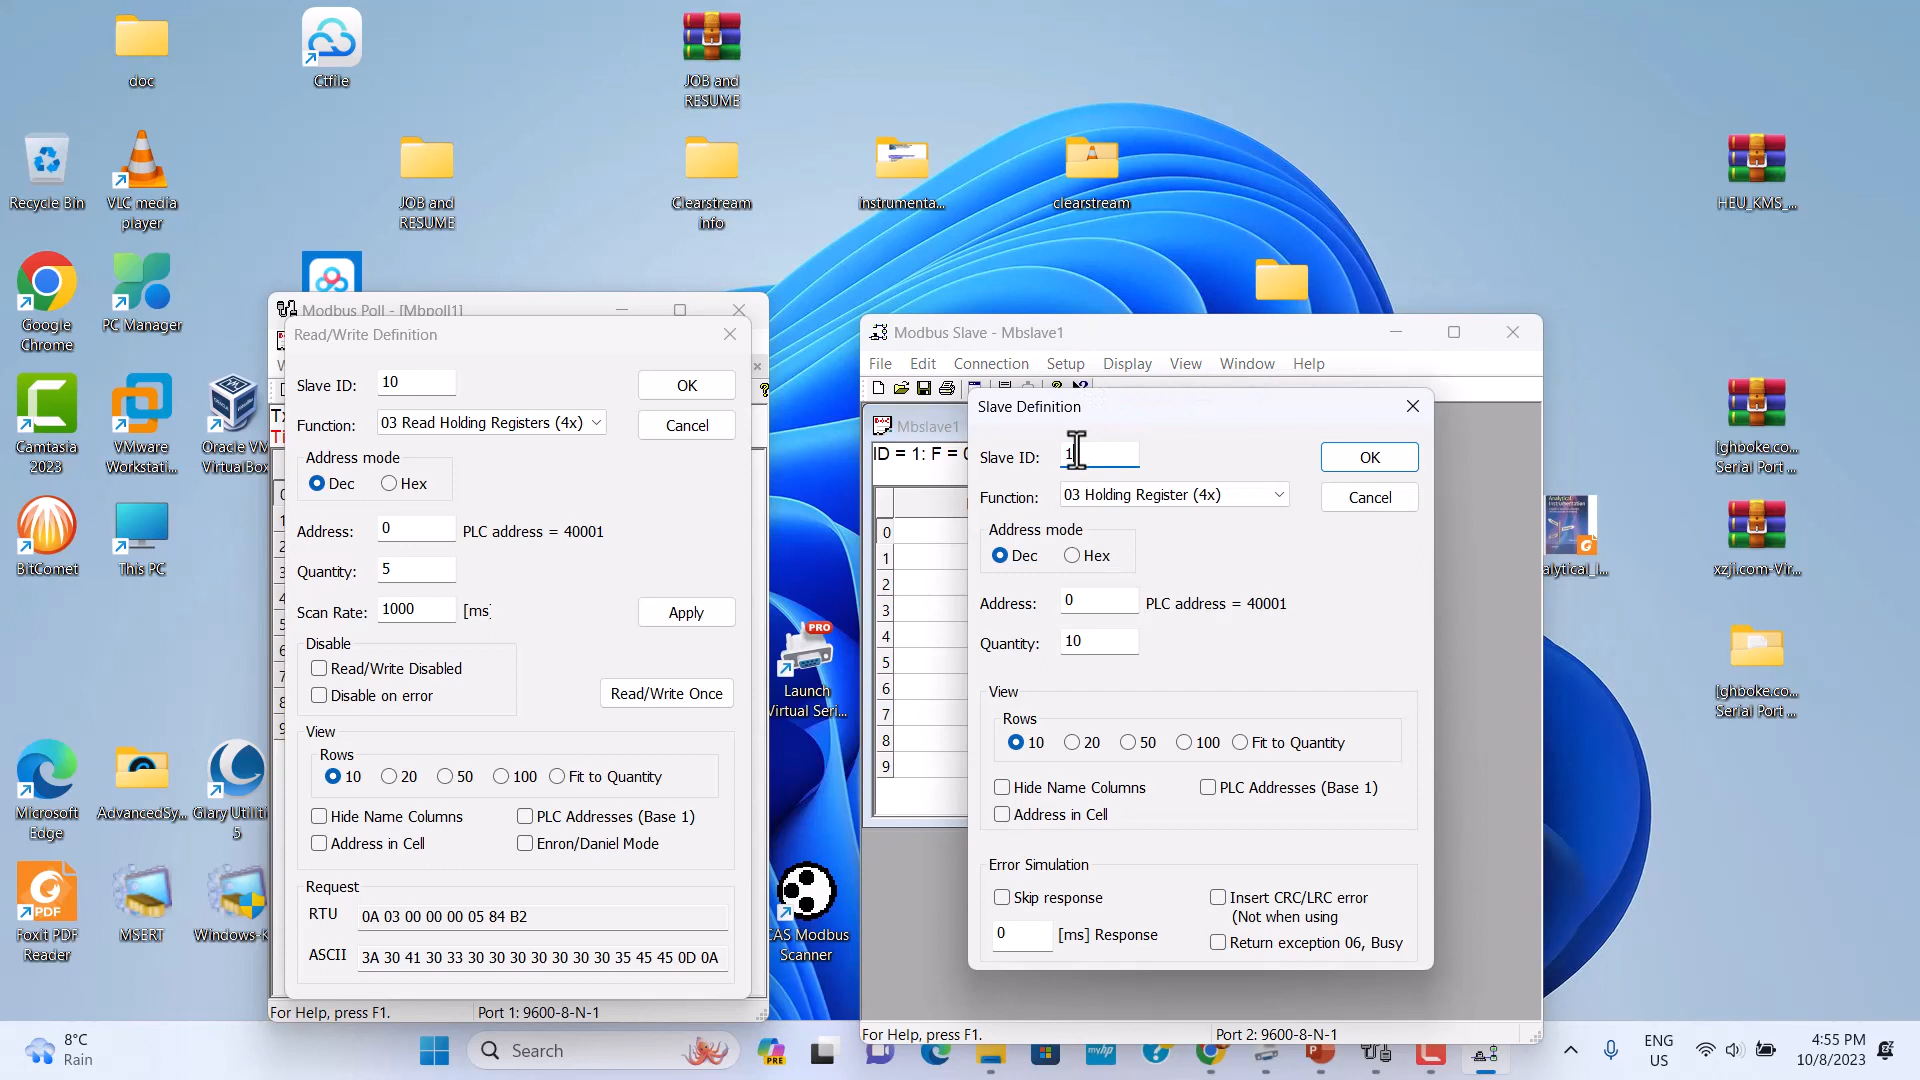 doc
Ctfile
JOB and
RESUME
Recycle Bin
VLC media
player
JOB and
RESUME
Clearstream
info
instrumenta...
clearstream
HEU_KMS_...
Google
Chrome
PC Manager
Camtasia
2023
VMware
Workstati...
Oracle VM
VirtualBox
[ghboke.co...
Serial Port ...
BitComet
This PC
xzji.com-Vir...
Launch
Virtual Seri...
[ghboke.co...
Serial Port ...
Microsoft
Edge
AdvancedSy...
Glary Utiliti
5
Foxit PDF
Reader
MSERT
Windows-K
CAS Modbus
Scanner
PRO
Modbus Poll - [Mbpoll1]
Read/Write Definition
Slave ID:
10
OK
Function:
03 Read Holding Registers (4x)
Cancel
Address mode
Dec
Hex
Address:
0
PLC address = 40001
Quantity:
5
Scan Rate:
1000
[ms]
Apply
Disable
Read/Write Disabled
Disable on error
Read/Write Once
View
Rows
10
20
50
100
Fit to Quantity
Hide Name Columns
PLC Addresses (Base 1)
Address in Cell
Enron/Daniel Mode
Request
RTU
0A 03 00 00 00 05 84 B2
ASCII
3A 30 41 30 33 30 30 30 30 30 30 30 35 45 45 0D 0A
For Help, press F1.
Port 1: 9600-8-N-1
Modbus Slave - Mbslave1
File Edit Connection Setup Display View Window Help
Mbslave1
ID = 1: F = 0
0
1
2
3
4
5
6
7
8
9
Slave Definition
Slave ID:
1
OK
Function:
03 Holding Register (4x)
Cancel
Address mode
Dec
Hex
Address:
0
PLC address = 40001
Quantity:
10
View
Rows
10
20
50
100
Fit to Quantity
Hide Name Columns
PLC Addresses (Base 1)
Address in Cell
Error Simulation
Skip response
Insert CRC/LRC error
(Not when using
0
[ms] Response
Return exception 06, Busy
For Help, press F1.
Port 2: 9600-8-N-1
8°C
Rain
Search
PRE
myhp
ENG
US
4:55 PM
10/8/2023